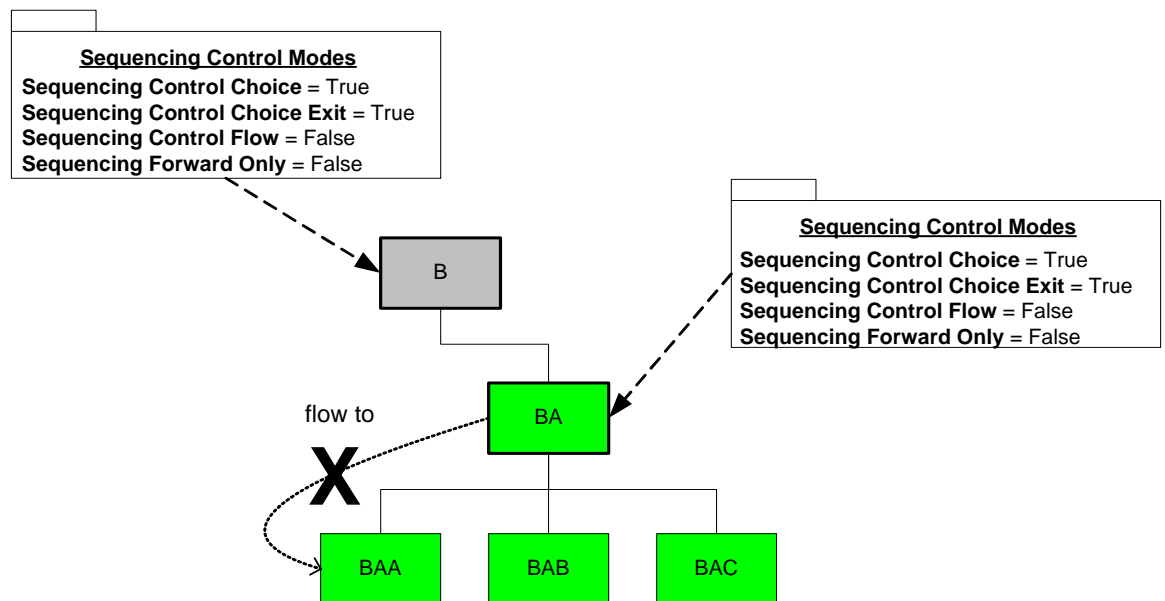 Sequencing Control Modes
Sequencing Control Choice = True
Sequencing Control Choice Exit = True
Sequencing Control Flow = False
Sequencing Forward Only = False
Sequencing Control Modes
Sequencing Control Choice = True
Sequencing Control Choice Exit = True
Sequencing Control Flow = False
Sequencing Forward Only = False
B
flow to
X
BA
BAA
BAB
BAC